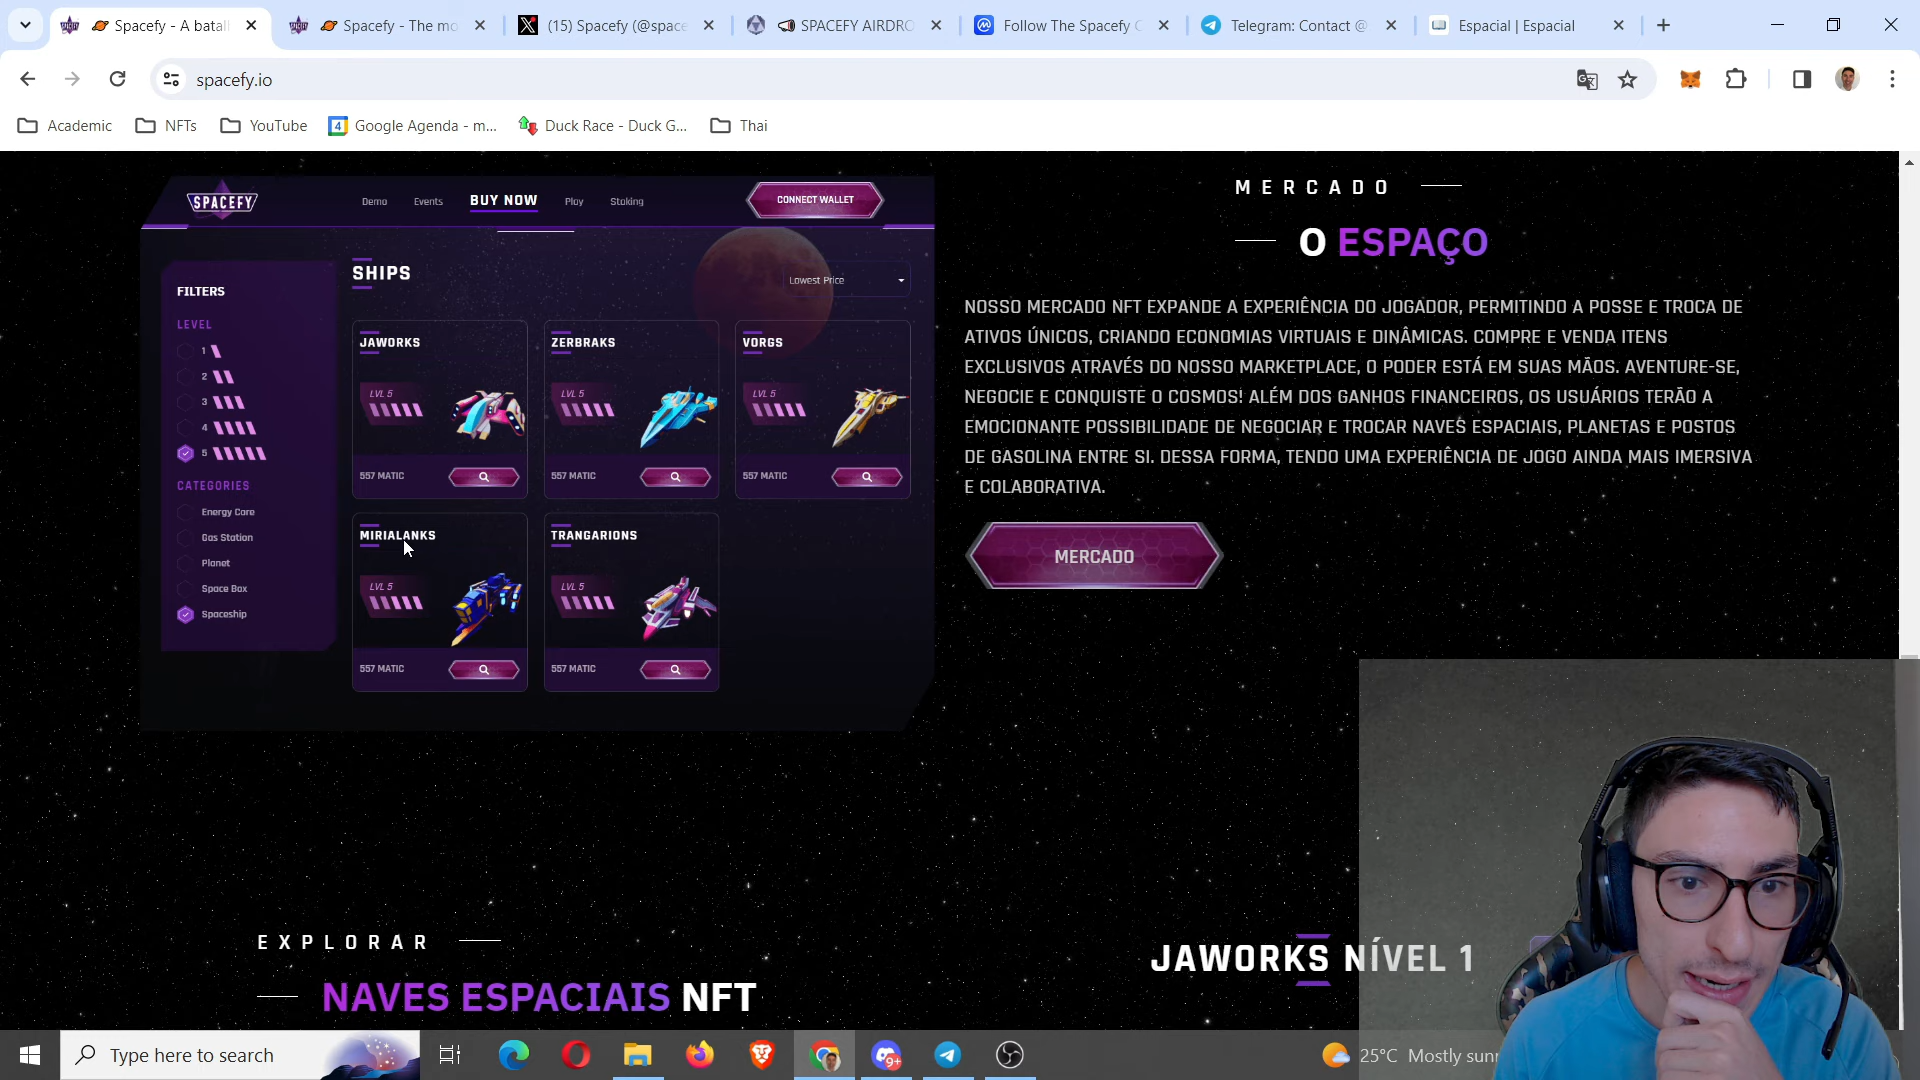 Spacefy - A batall
Spacefy - The mo
(15) Spacefy (@space
SPACEFY AIRDRO
Follow The Spacefy C
Telegram: Contact @
Espacial | Espacial
spacefy.io
Academic
NFTs
YouTube
Google Agenda - m...
Duck Race - Duck G...
Thai
SPACEFY
Demo
Events
BUY NOW
Play
Staking
CONNECT WALLET
FILTERS
LEVEL
1
2
3
4
5
CATEGORIES
Energy Core
Gas Station
Planet
Space Box
Spaceship
SHIPS
Lowest Price
JAWORKS
LVL 5
557 MATIC
ZERBRAKS
LVL 5
557 MATIC
VORGS
LVL 5
557 MATIC
MIRIALANKS
LVL 5
557 MATIC
TRANGARIONS
LVL 5
557 MATIC
MERCADO
O ESPAÇO
NOSSO MERCADO NFT EXPANDE A EXPERIÊNCIA DO JOGADOR, PERMITINDO A POSSE E TROCA DE
ATIVOS ÚNICOS, CRIANDO ECONOMIAS VIRTUAIS E DINÂMICAS. COMPRE E VENDA ITENS
EXCLUSIVOS ATRAVÉS DO NOSSO MARKETPLACE, O PODER ESTÁ EM SUAS MÃOS. AVENTURE-SE,
NEGOCIE E CONQUISTE O COSMOS! ALÉM DOS GANHOS FINANCEIROS, OS USUÁRIOS TERÃO A
EMOCIONANTE POSSIBILIDADE DE NEGOCIAR E TROCAR NAVES ESPACIAIS, PLANETAS E POSTOS
DE GASOLINA ENTRE SI. DESSA FORMA, TENDO UMA EXPERIÊNCIA DE JOGO AINDA MAIS IMERSIVA
E COLABORATIVA.
MERCADO
EXPLORAR
NAVES ESPACIAIS NFT
JAWORKS NÍVEL 1
Type here to search
9+
25°C Mostly sunn